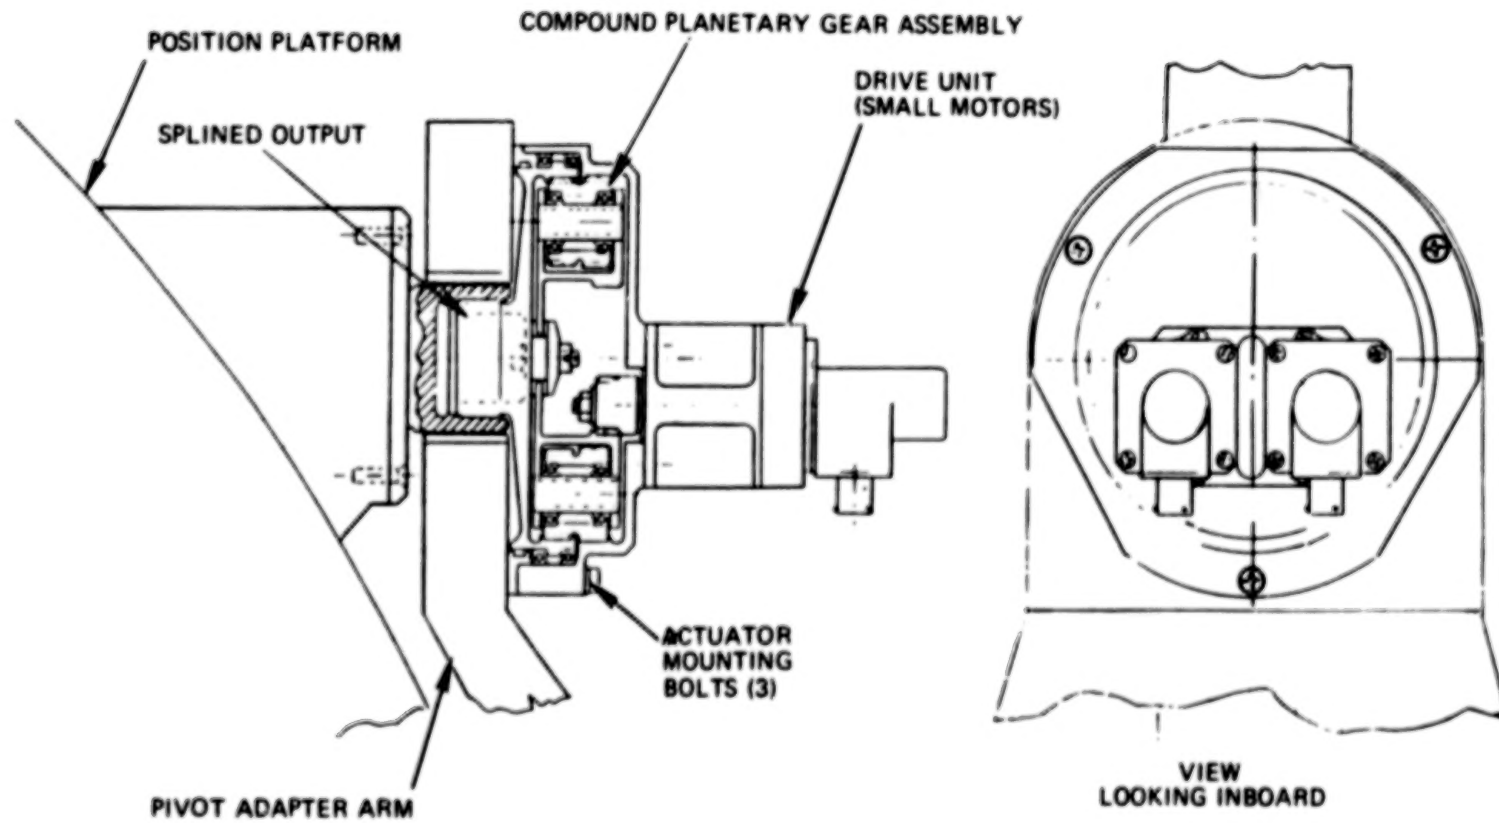 COMPOUND PLANETARY GEAR ASSEMBLY
POSITION PLATFORM
DRIVE UNIT
(SMALL MOTORS)
SPLINED OUTPUT
ACTUATOR
MOUNTING
BOLTS (3)
PIVOT ADAPTER ARM
VIEW
LOOKING INBOARD